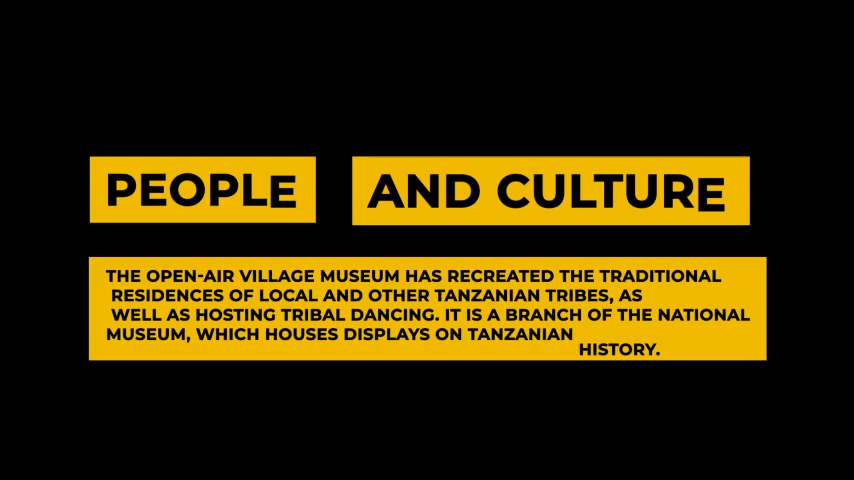 PEOPLE AND CULTURE
THE OPEN-AIR VILLAGE MUSEUM HAS RECREATED THE TRADITIONAL
RESIDENCES OF LOCAL AND OTHER TANZANIAN TRIBES, AS
WELL AS HOSTING TRIBAL DANCING. IT IS A BRANCH OF THE NATIONAL
MUSEUM, WHICH HOUSES DISPLAYS ON TANZANIAN
HISTORY.